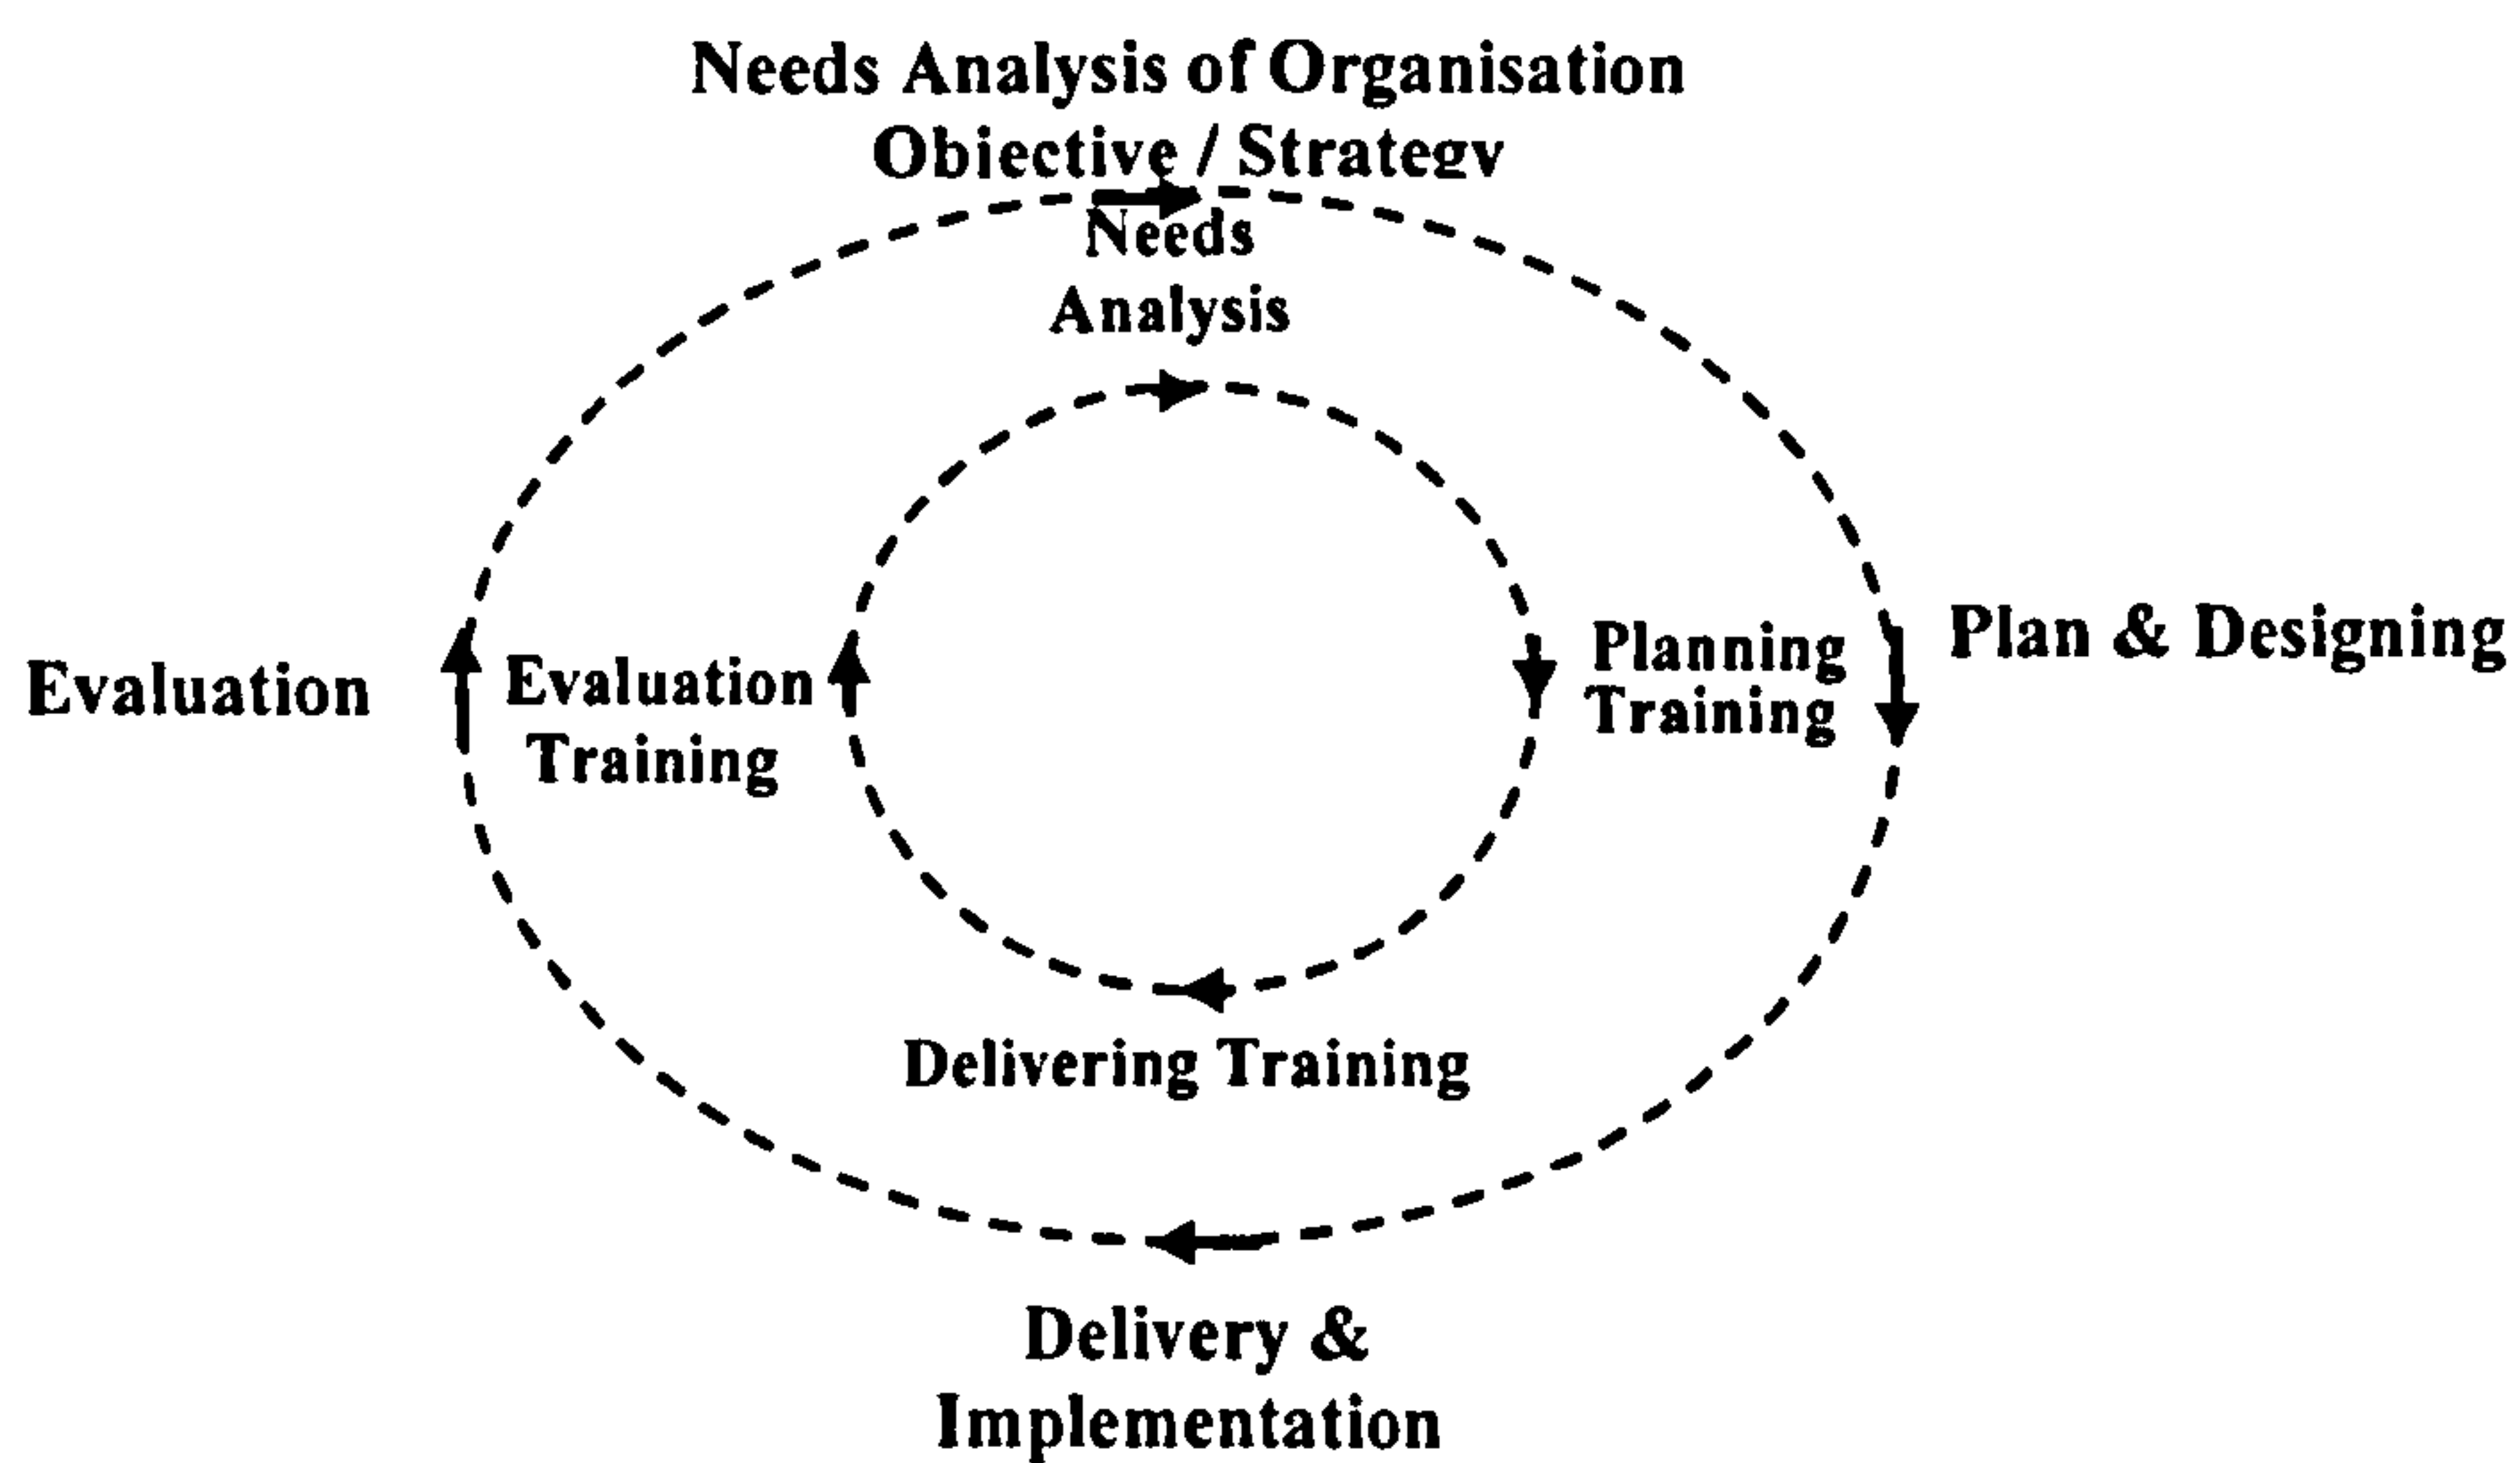 Needs Analysis of Organisation
Objective / Strategy
Needs
Analysis
Evaluation
Evaluation
Training
Planning
Training
Plan & Designing
Delivering Training
Delivery &
Implementation